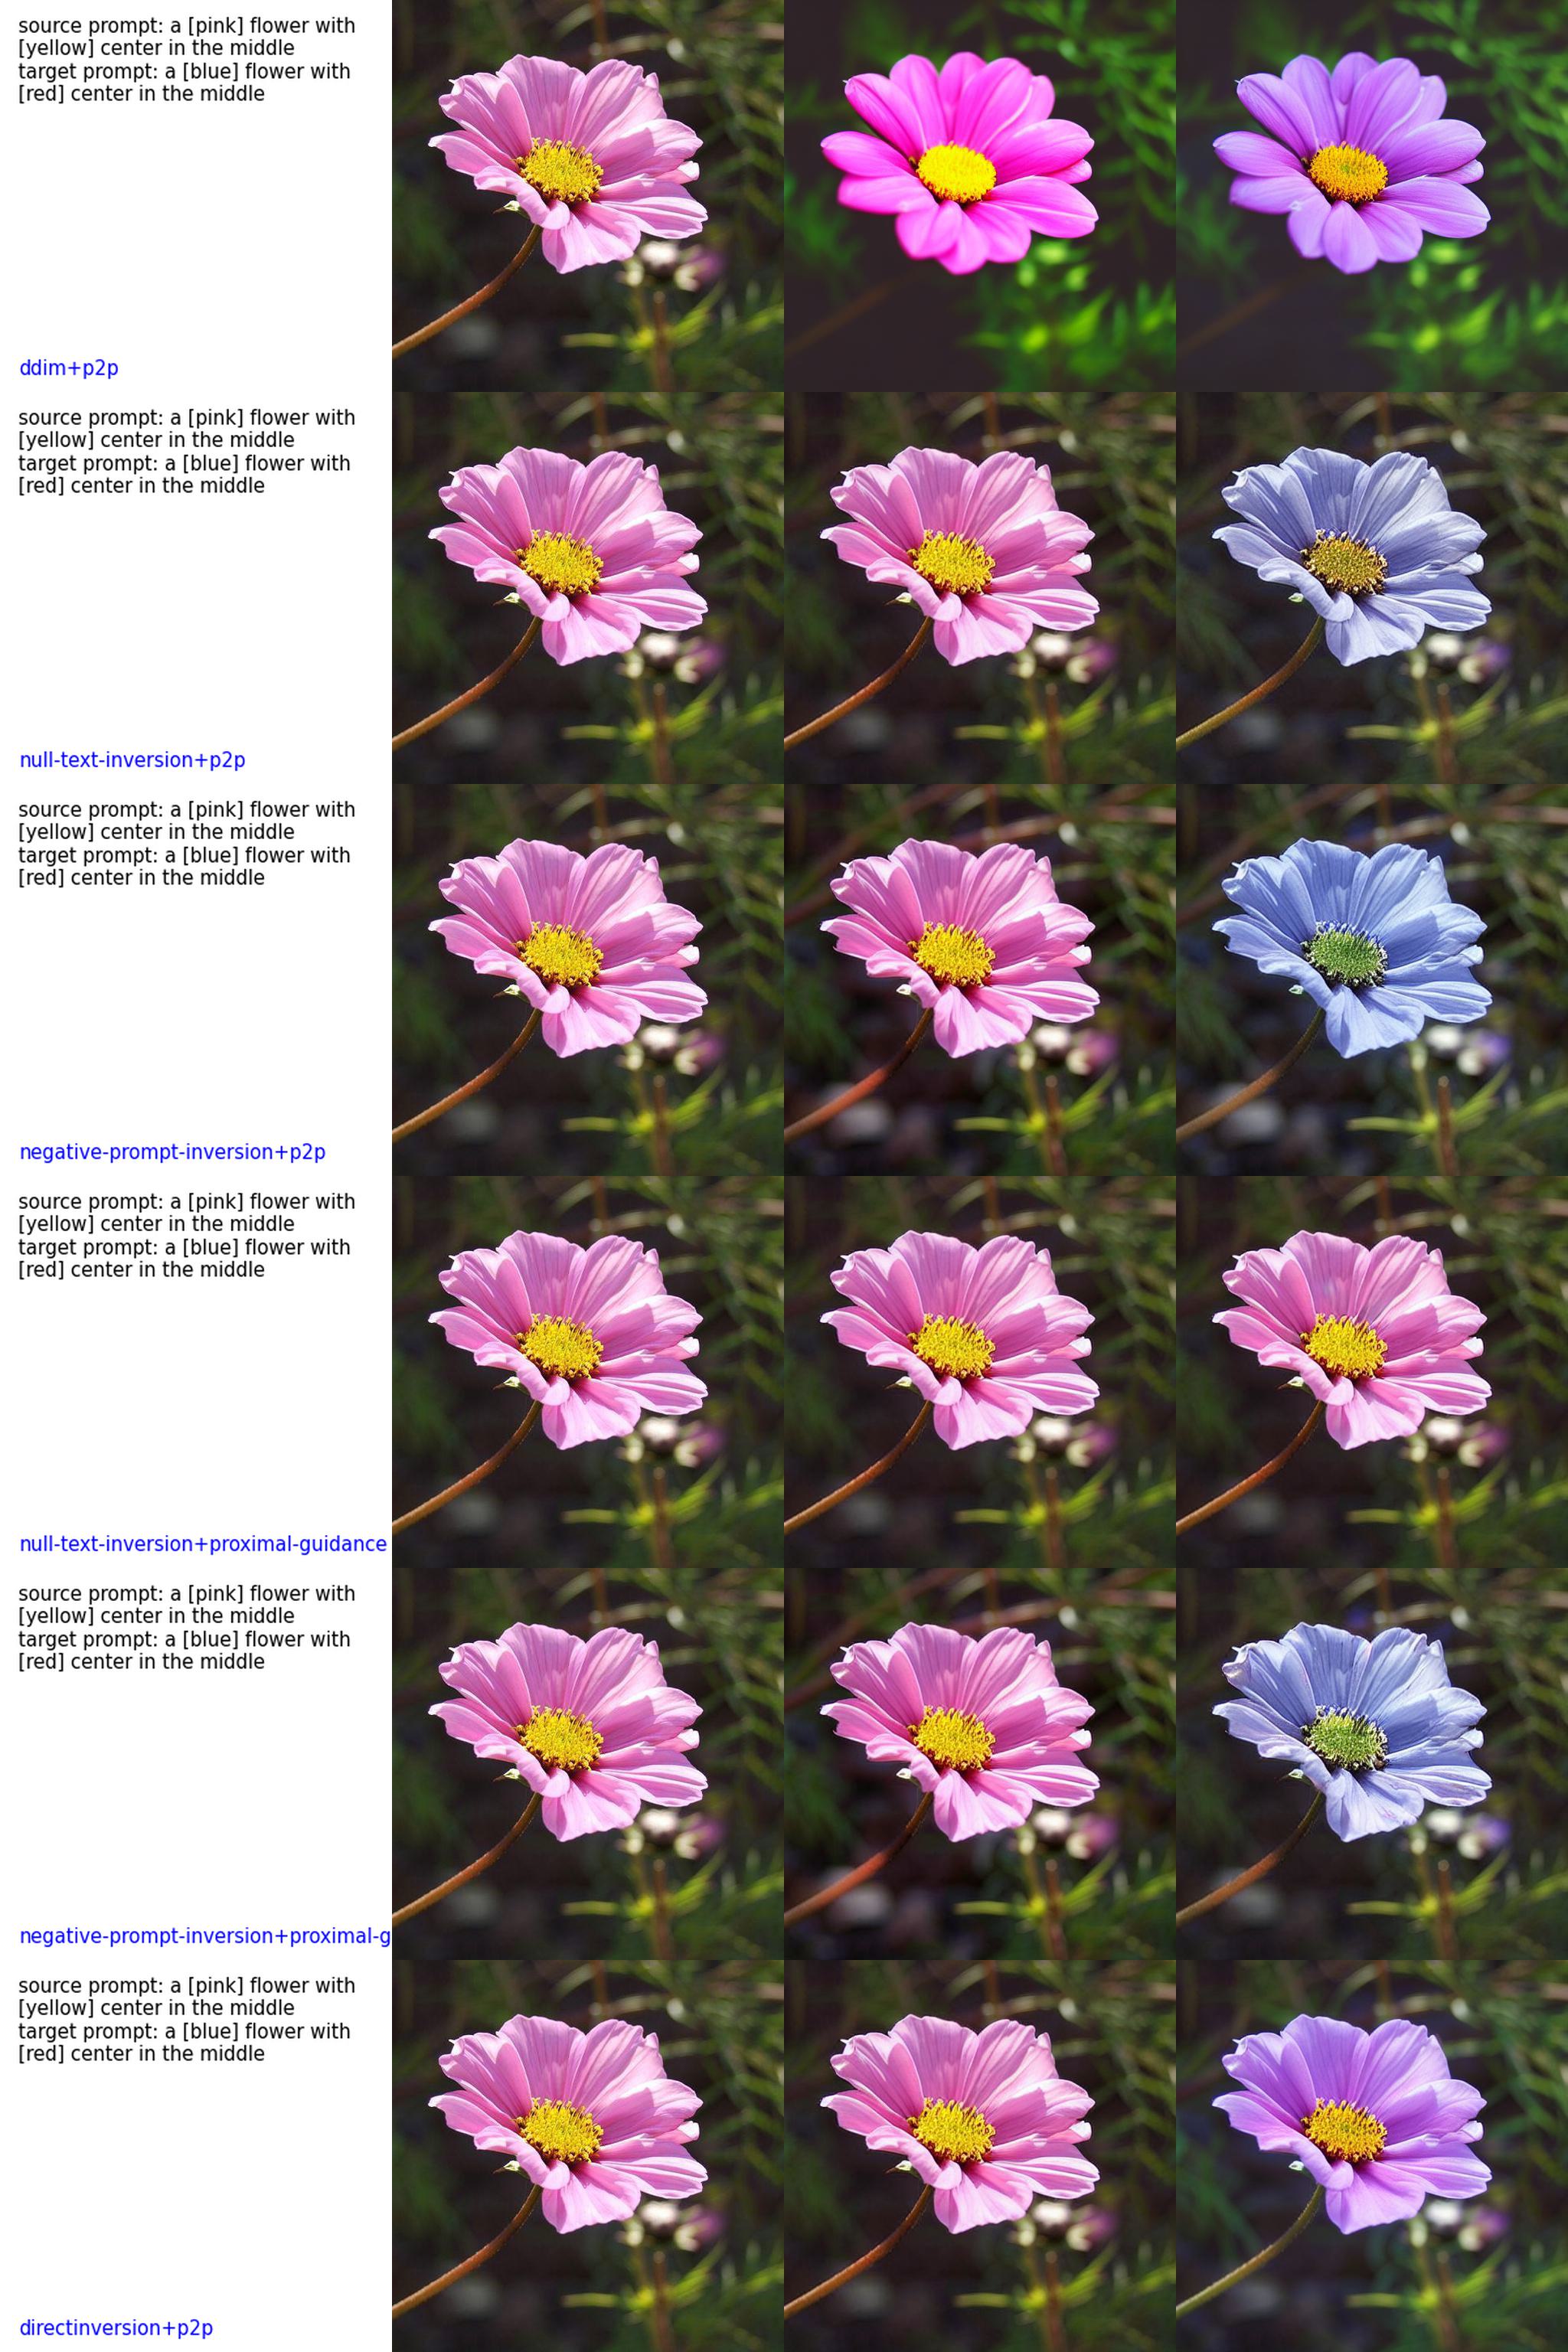 source prompt: a [pink] flower with
[yellow] center in the middle
target prompt: a [blue] flower with
[red] center in the middle
ddim+p2p
source prompt: a [pink] flower with
[yellow] center in the middle
target prompt: a [blue] flower with
[red] center in the middle
null-text-inversion+p2p
source prompt: a [pink] flower with
[yellow] center in the middle
target prompt: a [blue] flower with
[red] center in the middle
negative-prompt-inversion+p2p
source prompt: a [pink] flower with
[yellow] center in the middle
target prompt: a [blue] flower with
[red] center in the middle
null-text-inversion+proximal-guidance
source prompt: a [pink] flower with
[yellow] center in the middle
target prompt: a [blue] flower with
[red] center in the middle
negative-prompt-inversion+proximal-g
source prompt: a [pink] flower with
[yellow] center in the middle
target prompt: a [blue] flower with
[red] center in the middle
directinversion+p2p